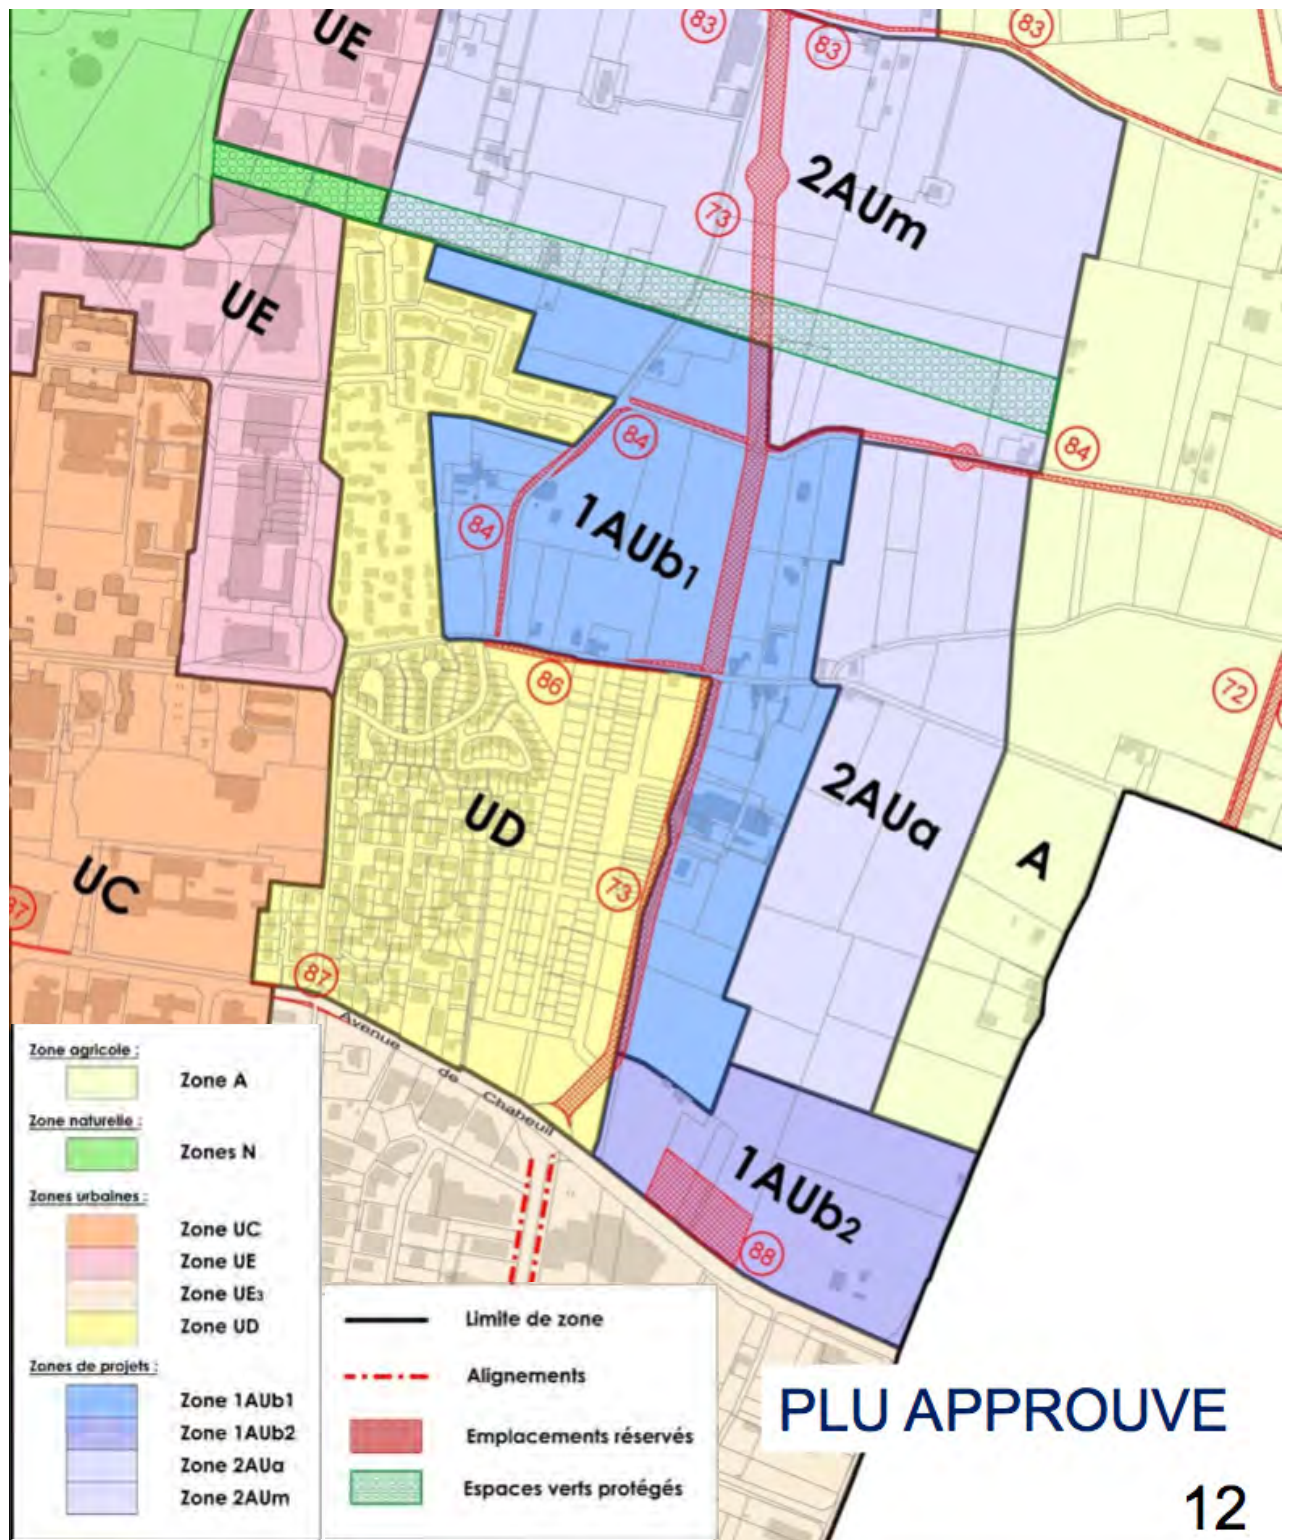 UE
83
83
83
2AUm
73
UE
84
84
84
1AUb1
86
72
2AUa
UD
A
73
UC
37
87
Avenue de Chabeuil
1AUb2
88
Zone agricole :
Zone A
Zone naturelle :
Zones N
Zones urbaines :
Zone UC
Zone UE
Zone UE3
Zone UD
Zones de projets :
Zone 1AUb1
Zone 1AUb2
Zone 2AUa
Zone 2AUm
Limite de zone
Alignements
Emplacements réservés
Espaces verts protégés
PLU APPROUVE
12